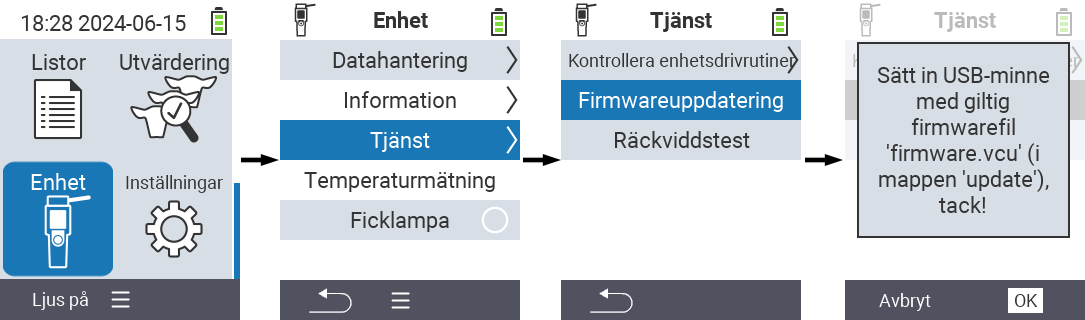 18:28 2024-06-15
Listor
Utvärdering
Enhet
Inställningar
Ljus på
Enhet
Datahantering
Information
Tjänst
Temperaturmätning
Ficklampa
Tjänst
Kontrollera enhetsdrivrutiner
Firmwareuppdatering
Räckviddstest
Tjänst
Sätt in USB-minne
med giltig
firmwarefil
'firmware.vcu' (i
mappen 'update'),
tack!
Avbryt
OK